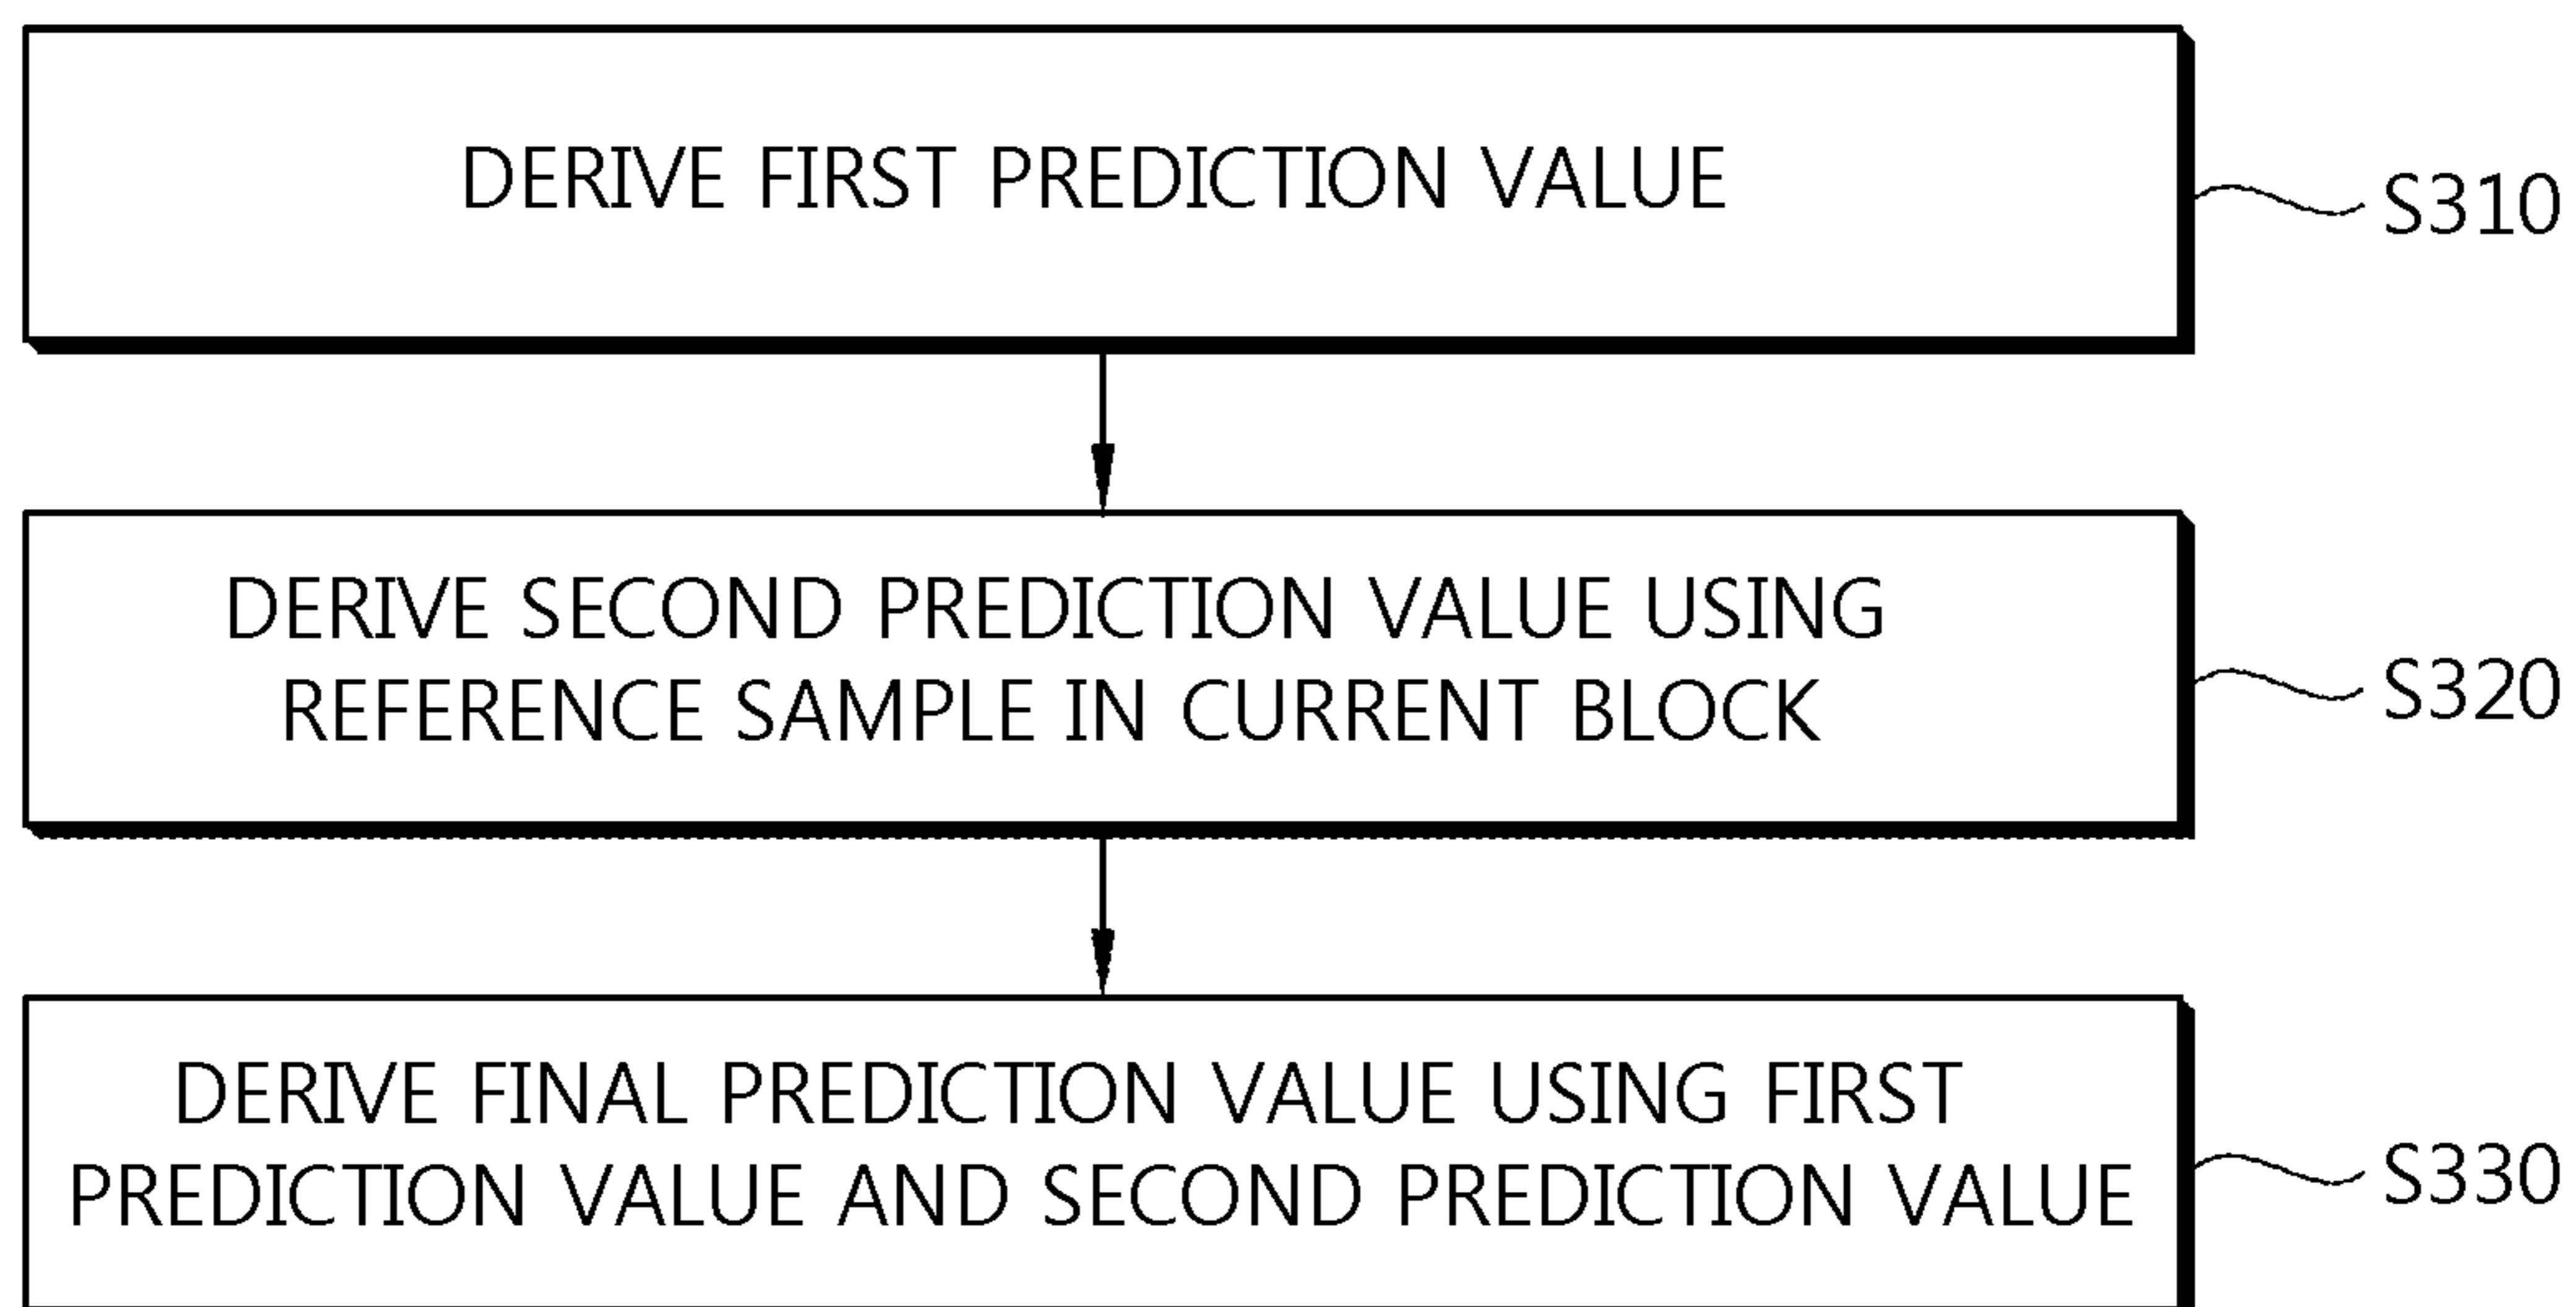 DERIVE FIRST PREDICTION VALUE
S310
DERIVE SECOND PREDICTION VALUE USING
REFERENCE SAMPLE IN CURRENT BLOCK
S320
DERIVE FINAL PREDICTION VALUE USING FIRST
PREDICTION VALUE AND SECOND PREDICTION VALUE
S330